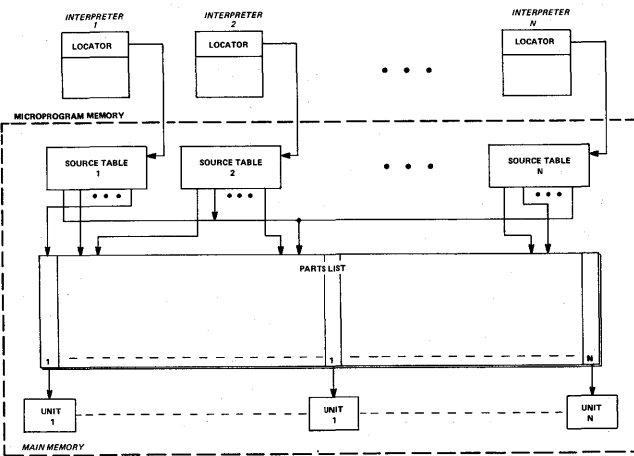 INTERPRETER
1
INTERPRETER
2
INTERPRETER
N
LOCATOR
LOCATOR
LOCATOR
MICROPROGRAM MEMORY
SOURCE TABLE
1
SOURCE TABLE
2
SOURCE TABLE
N
PARTS LIST
1
1
N
UNIT
1
UNIT
1
UNIT
N
MAIN MEMORY